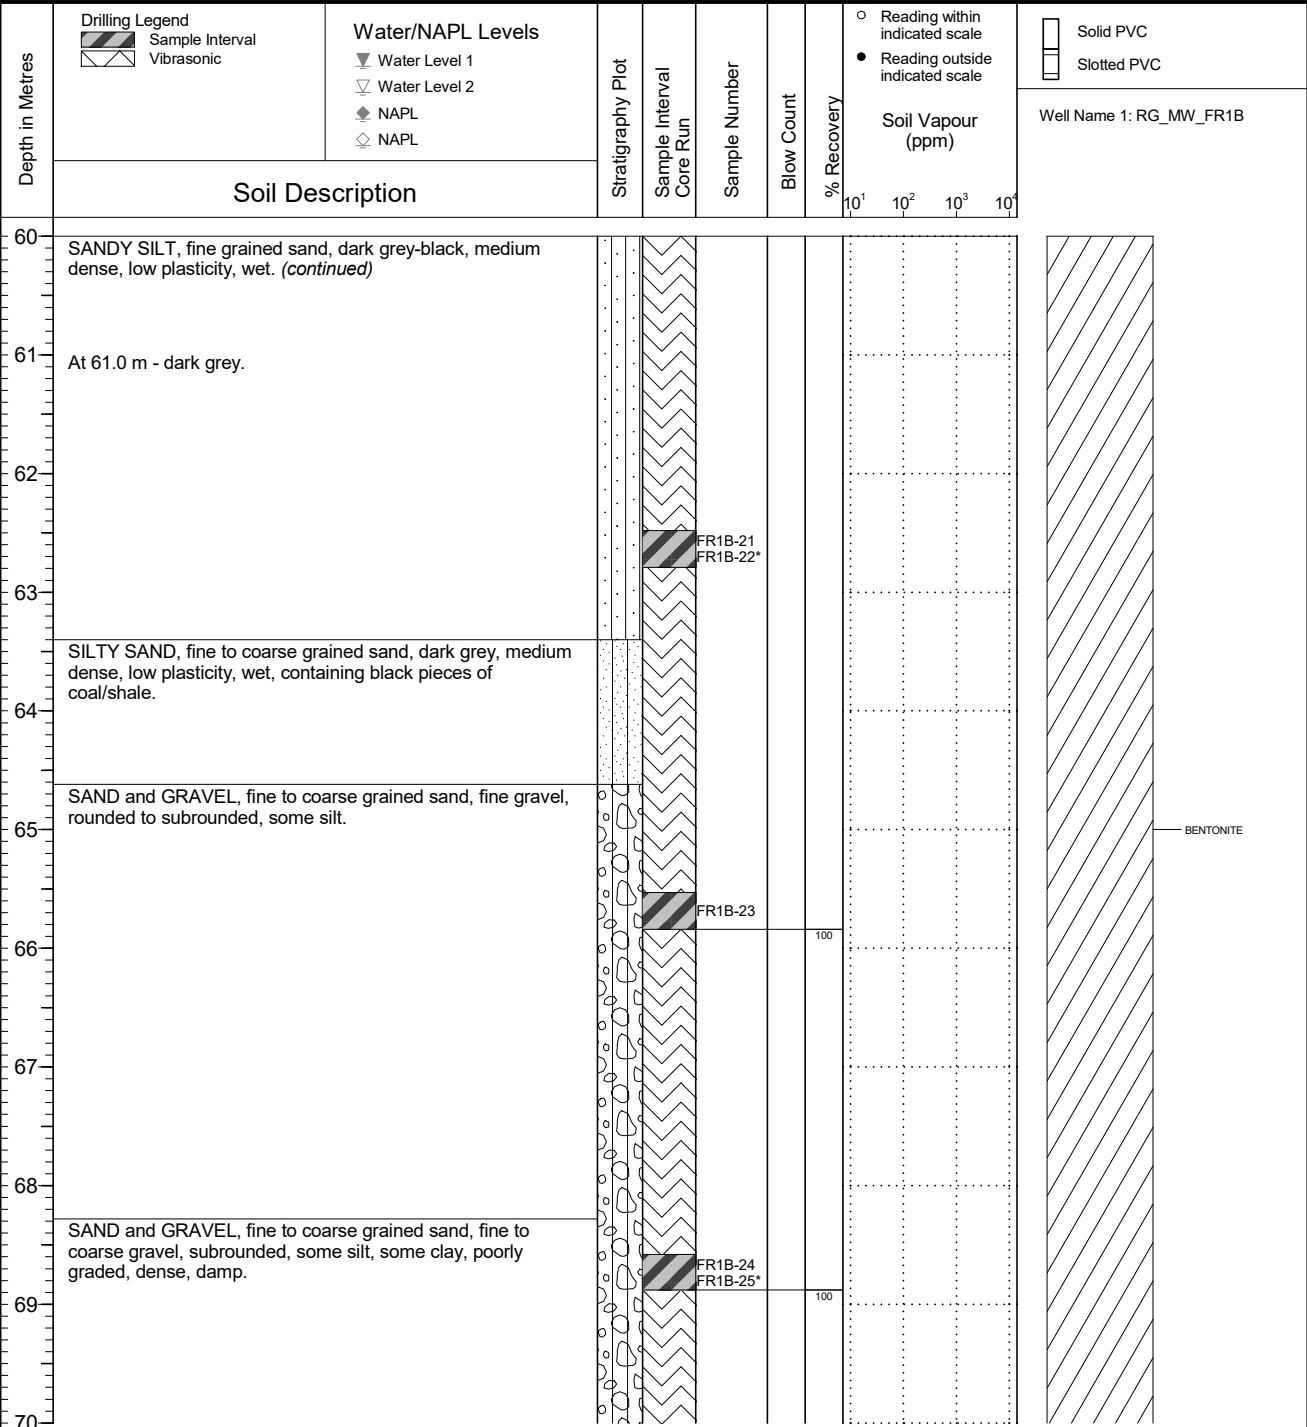 Depth in Metres
Drilling Legend
Sample Interval
Vibrasonic
Water/NAPL Levels
Water Level 1
Water Level 2
NAPL
NAPL
Soil Description
Stratigraphy Plot
Sample Interval
Core Run
Sample Number
Blow Count
% Recovery
Reading within
indicated scale
Reading outside
indicated scale
Soil Vapour
(ppm)
10¹ 10² 10³ 10⁴
Solid PVC
Slotted PVC
Well Name 1: RG_MW_FR1B
60
SANDY SILT, fine grained sand, dark grey-black, medium
dense, low plasticity, wet. (continued)
61
At 61.0 m - dark grey.
62
FR1B-21
FR1B-22*
63
SILTY SAND, fine to coarse grained sand, dark grey, medium
dense, low plasticity, wet, containing black pieces of
coal/shale.
64
SAND and GRAVEL, fine to coarse grained sand, fine gravel,
rounded to subrounded, some silt.
65
BENTONITE
FR1B-23
100
66
67
68
SAND and GRAVEL, fine to coarse grained sand, fine to
coarse gravel, subrounded, some silt, some clay, poorly
graded, dense, damp.
FR1B-24
FR1B-25*
100
69
70